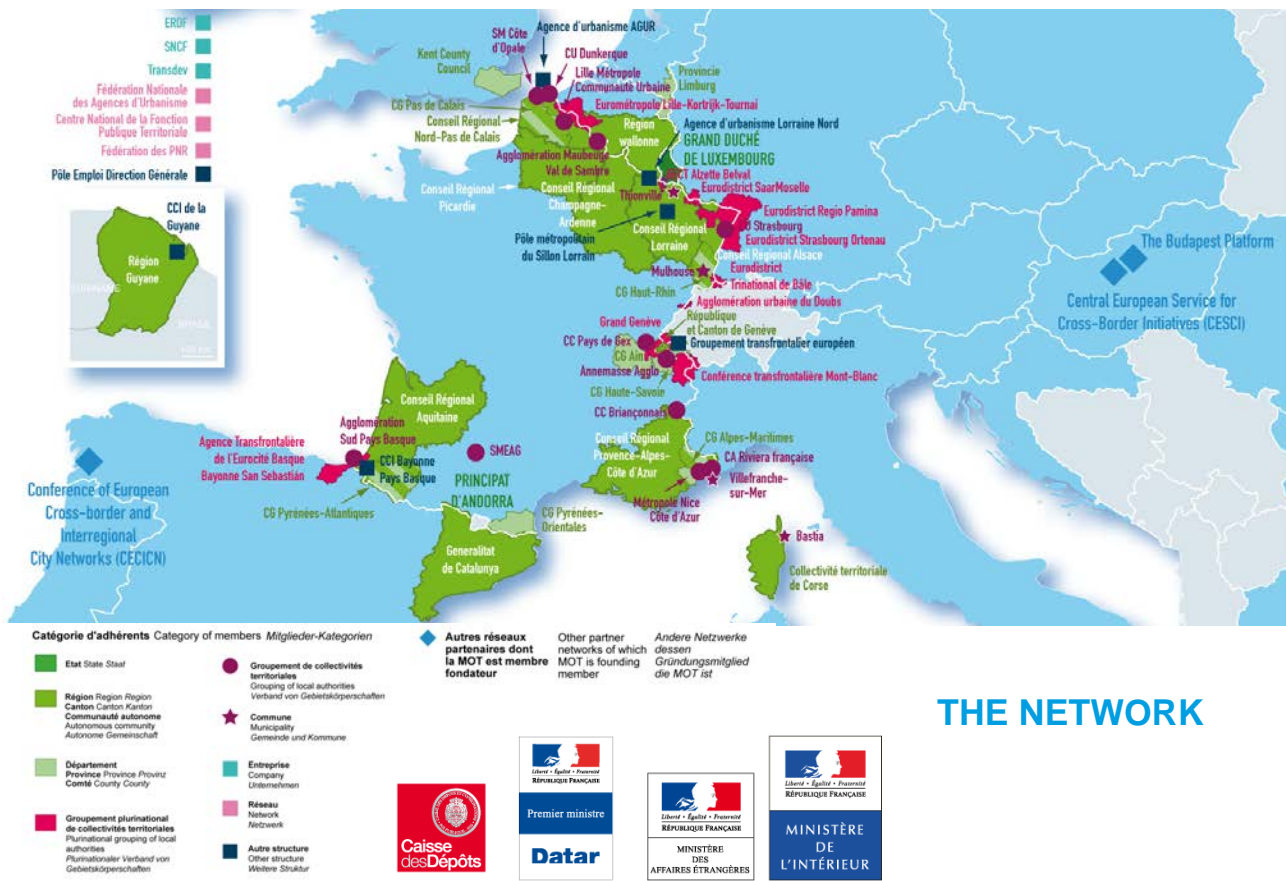 ERDF
SNCF
Transdev
Fédération Nationale
des Agences d'Urbanisme
Centre National de la Fonction
Publique Territoriale
Fédération des PNR
Pôle Emploi Direction Générale
CCI de la
Guyane
Région
Guyane
SURINAME
Agence d'urbanisme AGUR
SM Côte
d'Opale
CU Dunkerque
Kent County
Council
Lille Métropole
Communauté Urbaine
Provincie
Limburg
CG Pas de Calais
Eurométropole Lille-Kortrijk-Tournai
Conseil Régional
Nord-Pas de Calais
Région
wallonne
Agence d'urbanisme Lorraine Nord
GRAND DUCHÉ
DE LUXEMBOURG
Agglomération Maubeuge
Val de Sambre
CT Alzette Belval
Conseil Régional
Picardie
Conseil Régional
Champagne-
Ardenne
Thionville
Eurodistrict SaarMoselle
Eurodistrict Regio Pamina
Strasbourg
Eurodistrict Strasbourg Ortenau
Pôle métropolitain
du Sillon Lorrain
Conseil Régional
Lorraine
Conseil Régional Alsace
Mulhouse
Eurodistrict
Trinational de Bâle
CG Haut-Rhin
Agglomération urbaine du Doubs
Grand Genève
République
et Canton de Genève
CC Pays de Gex
Groupement transfrontalier européen
CG Ain
Annemasse Agglo
Conférence transfrontalière Mont-Blanc
CG Haute-Savoie
CC Briançonnais
Conseil Régional
Provence-Alpes-
Côte d'Azur
CG Alpes-Maritimes
CA Riviera française
Villefranche-
sur-Mer
Métropole Nice
Côte d'Azur
Bastia
Collectivité territoriale
de Corse
The Budapest Platform
Central European Service for
Cross-Border Initiatives (CESCI)
Conseil Régional
Aquitaine
Agglomération
Sud Pays Basque
Agence Transfrontalière
de l'Eurocité Basque
Bayonne San Sebastián
CCI Bayonne
Pays Basque
SMEAG
PRINCIPAT
D'ANDORRA
CG Pyrénées-Atlantiques
CG Pyrénées-
Orientales
Generalitat
de Catalunya
Conference of European
Cross-border and
Interregional
City Networks (CECICN)
Catégorie d'adhérents Category of members Mitglieder-Kategorien
Etat State Staat
Région Region Region
Canton Canton Kanton
Communauté autonome
Autonomous community
Autonome Gemeinschaft
Département
Province Province Provinz
Comté County County
Groupement plurinational
de collectivités territoriales
Plurinational grouping of local
authorities
Plurinationaler Verband von
Gebietskörperschaften
Groupement de collectivités
territoriales
Grouping of local authorities
Verband von Gebietskörperschaften
Commune
Municipality
Gemeinde und Kommune
Entreprise
Company
Unternehmen
Réseau
Network
Netzwerk
Autre structure
Other structure
Weitere Struktur
Autres réseaux
partenaires dont
la MOT est membre
fondateur
Other partner
networks of which
MOT is founding
member
Andere Netzwerke
dessen
Gründungsmitglied
die MOT ist
THE NETWORK
Caisse
desDépôts
Liberté • Égalité • Fraternité
RÉPUBLIQUE FRANÇAISE
Premier ministre
Datar
Liberté • Égalité • Fraternité
RÉPUBLIQUE FRANÇAISE
MINISTÈRE
DES
AFFAIRES ÉTRANGÈRES
Liberté • Égalité • Fraternité
RÉPUBLIQUE FRANÇAISE
MINISTÈRE
DE
L'INTÉRIEUR